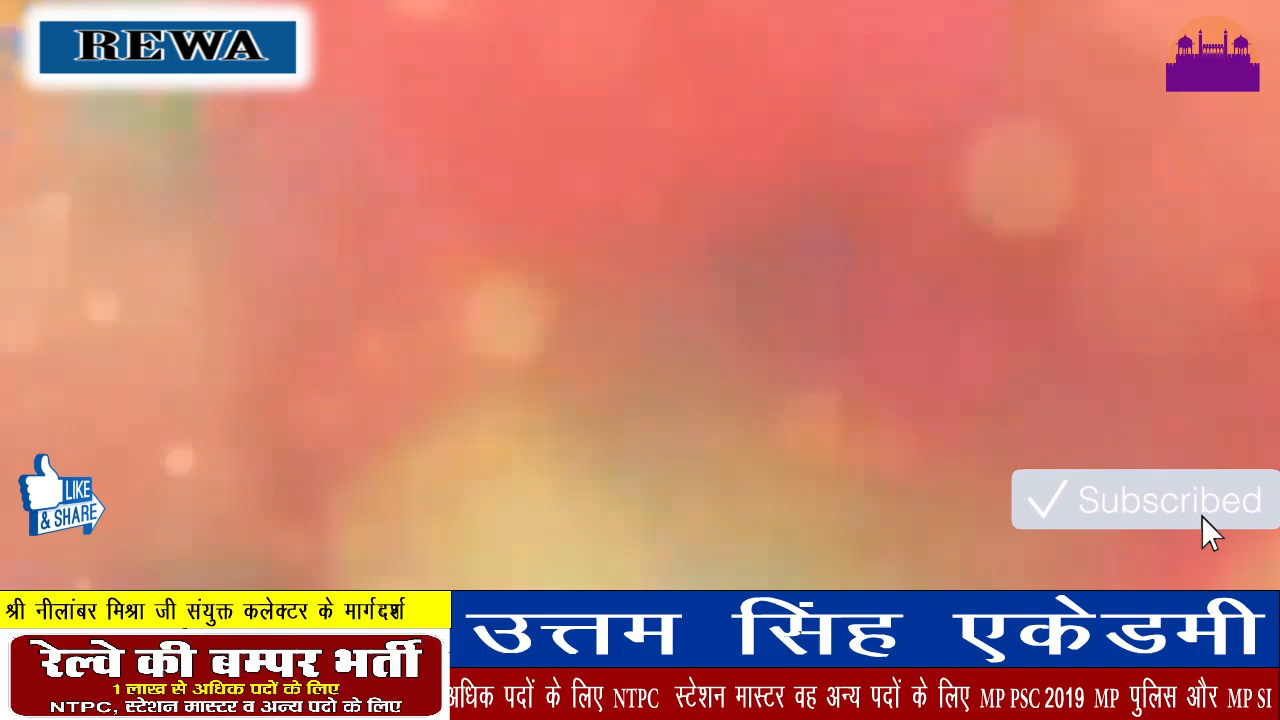 REWA
LIKE
& SHARE
Subscribed
श्री नीलांबर मिश्रा जी संयुक्त कलेक्टर के
उत्तम सिंह एकेडमी
रेल्वे की बम्पर भर्ती
1 लाख से अधिक पदों के लिए
NTPC, स्टेशन मास्टर व अन्य पदो के लिए
अधिक पदों के लिए NTPC स्टेशन मास्टर वह अन्य पदों के लिए MP PSC 2019 MP पुलिस और MP SI